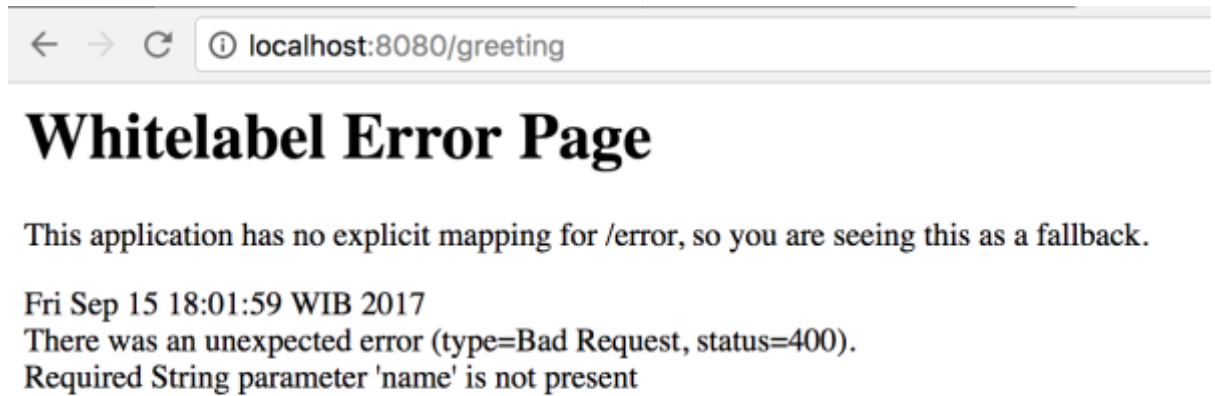 localhost:8080/greeting
Whitelabel Error Page
This application has no explicit mapping for /error, so you are seeing this as a fallback.
Fri Sep 15 18:01:59 WIB 2017
There was an unexpected error (type=Bad Request, status=400).
Required String parameter 'name' is not present